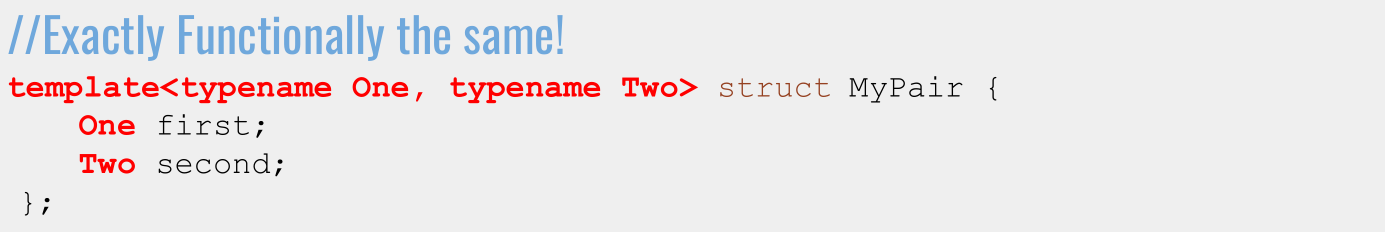 //Exactly Functionally the same!
template<typename One, typename Two> struct MyPair {
    One first;
    Two second;
 };